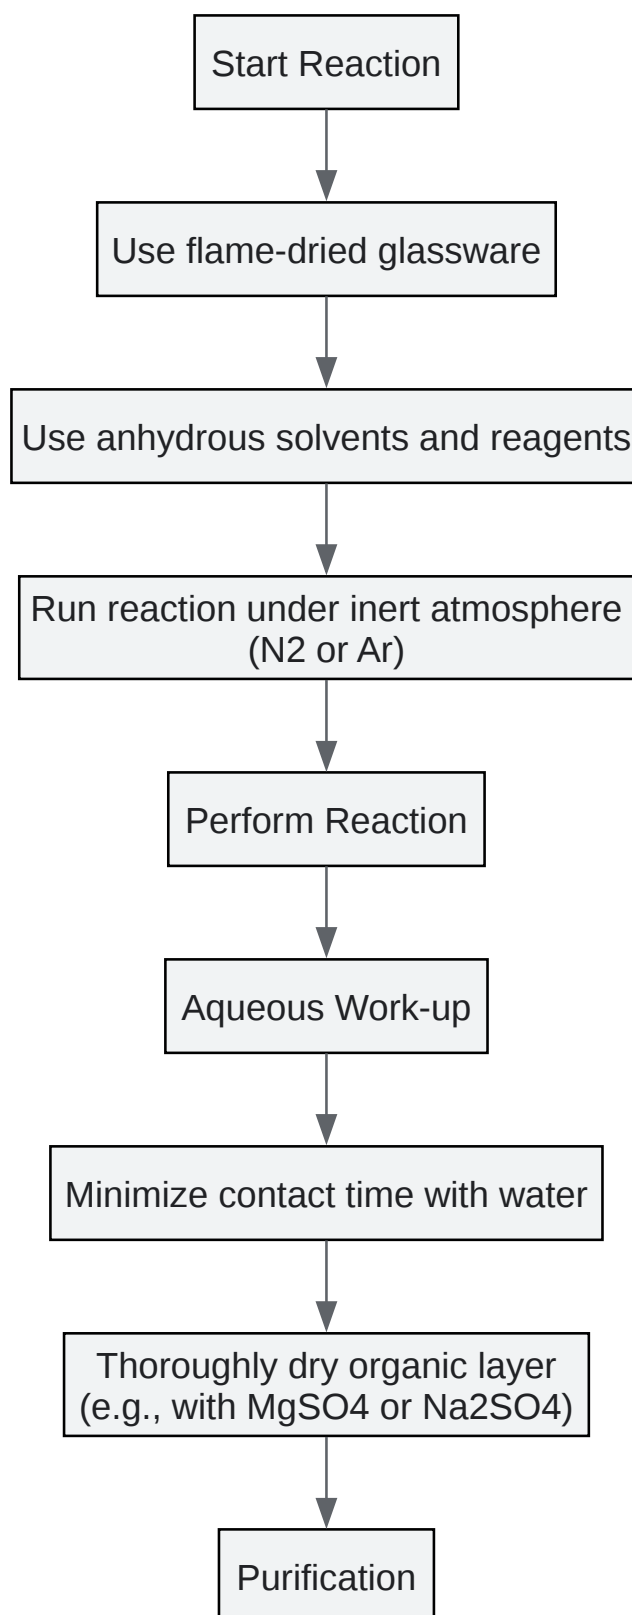 Start Reaction
Use flame-dried glassware
Use anhydrous solvents and reagents
Run reaction under inert atmosphere
(N2 or Ar)
Perform Reaction
Aqueous Work-up
Minimize contact time with water
Thoroughly dry organic layer
(e.g., with MgSO4 or Na2SO4)
Purification